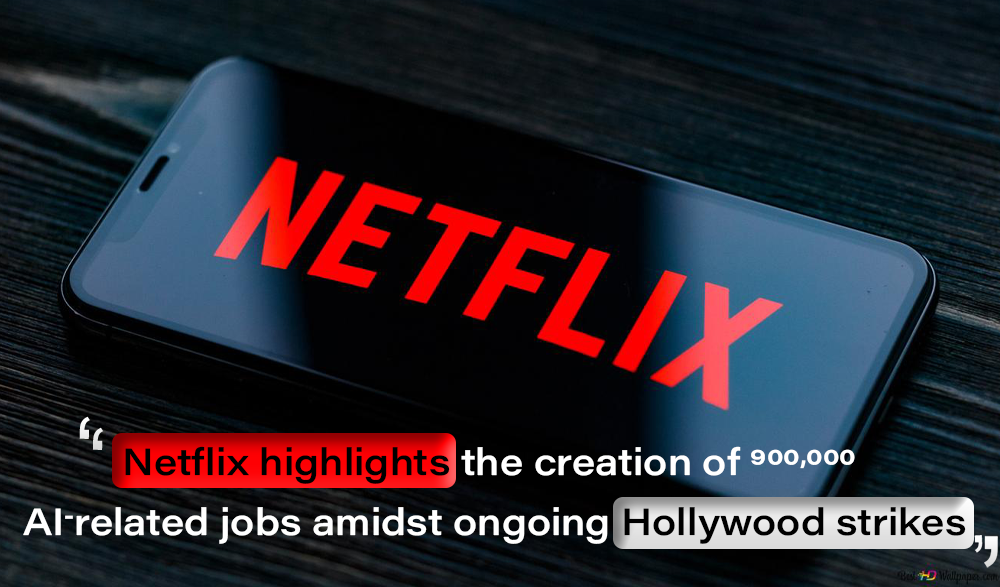 NETFLIX
“ Netflix highlights the creation of 900,000
AI-related jobs amidst ongoing Hollywood strikes „